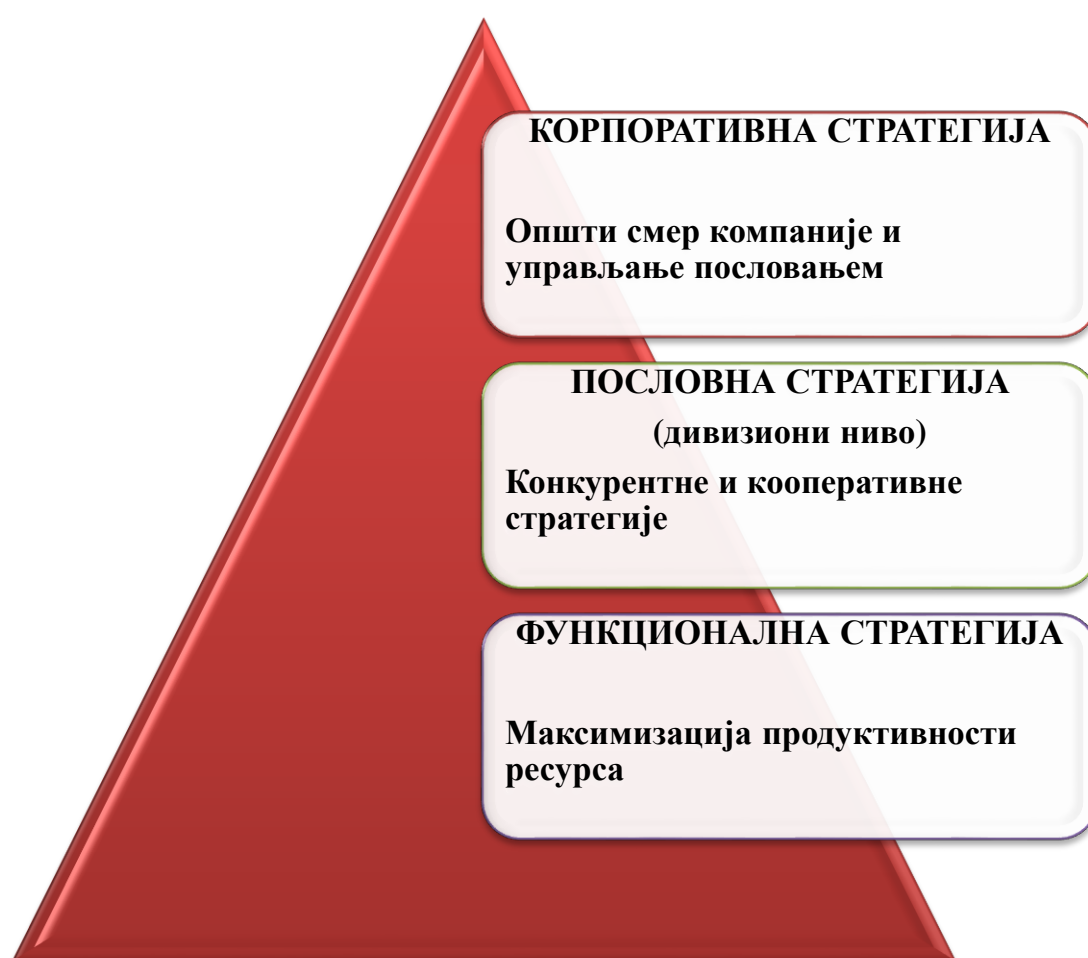 КОРПОРАТИВНА СТРАТЕГИЈА
Општи смер компаније и
управљање пословањем
ПОСЛОВНА СТРАТЕГИЈА
(дивизиони ниво)
Конкурентне и кооперативне
стратегије
ФУНКЦИОНАЛНА СТРАТЕГИЈА
Максимизација продуктивности
ресурса